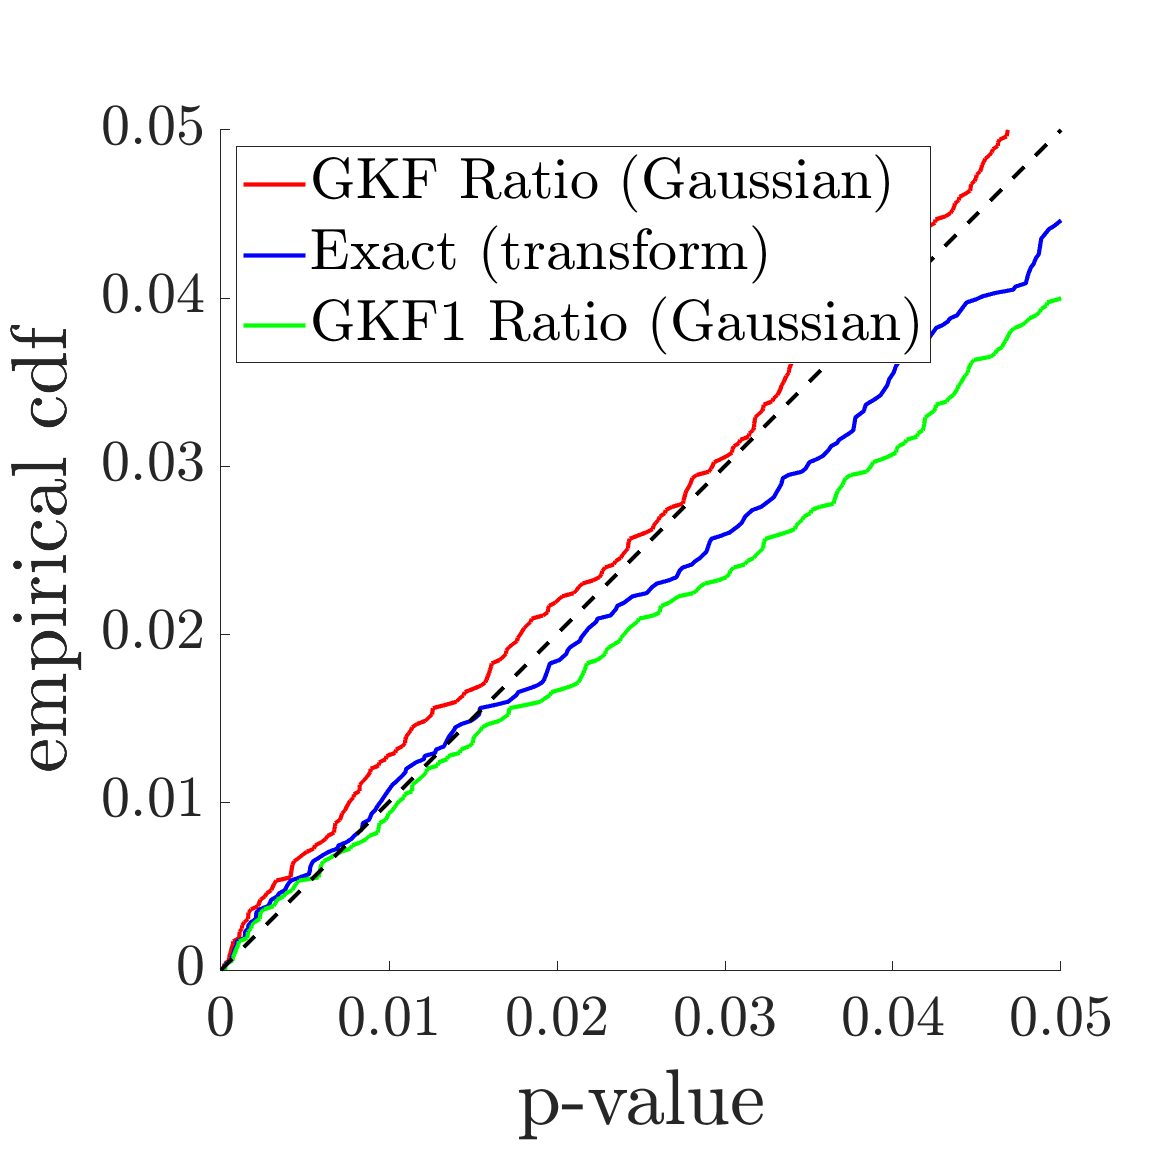 0.05
0.04
0.03
0.02
0.01
0
empirical cdf
GKF Ratio (Gaussian)
Exact (transform)
GKF1 Ratio (Gaussian)
0 0.01 0.02 0.03 0.04 0.05
p-value